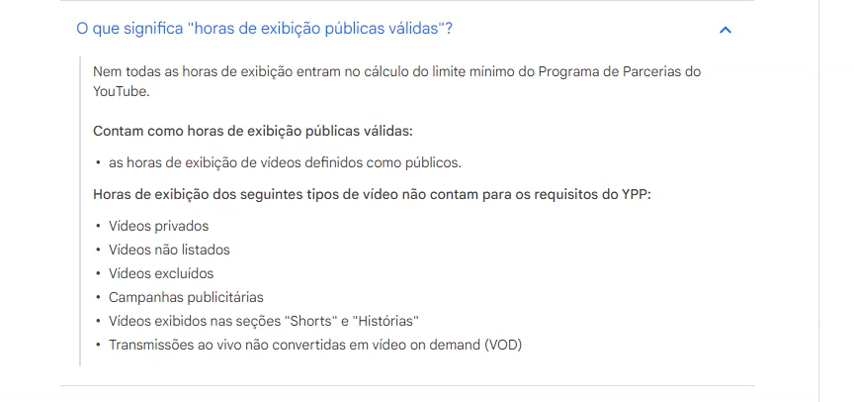 O que significa "horas de exibição públicas válidas"?
Nem todas as horas de exibição entram no cálculo do limite mínimo do Programa de Parcerias do
YouTube.
Contam como horas de exibição públicas válidas:
• as horas de exibição de vídeos definidos como públicos.
Horas de exibição dos seguintes tipos de vídeo não contam para os requisitos do YPP:
• Vídeos privados
• Vídeos não listados
• Vídeos excluídos
• Campanhas publicitárias
• Vídeos exibidos nas seções "Shorts" e "Histórias"
• Transmissões ao vivo não convertidas em vídeo on demand (VOD)